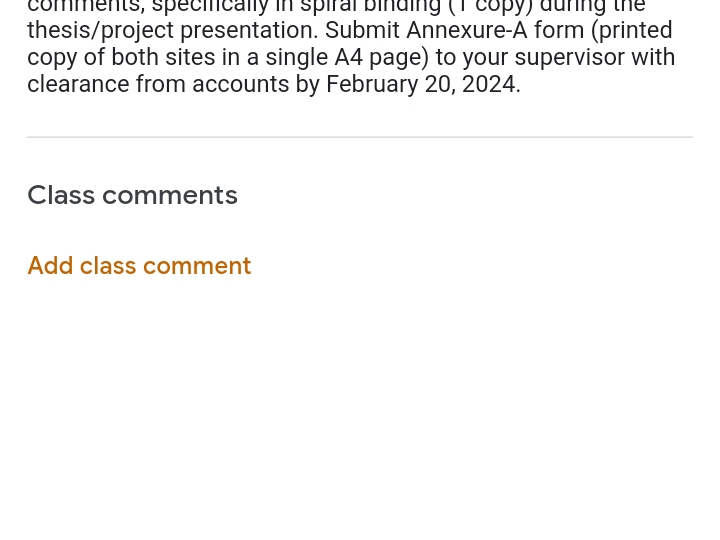 comments, specifically in spiral binding (1 copy) during the
thesis/project presentation. Submit Annexure-A form (printed
copy of both sites in a single A4 page) to your supervisor with
clearance from accounts by February 20, 2024.
Class comments
Add class comment